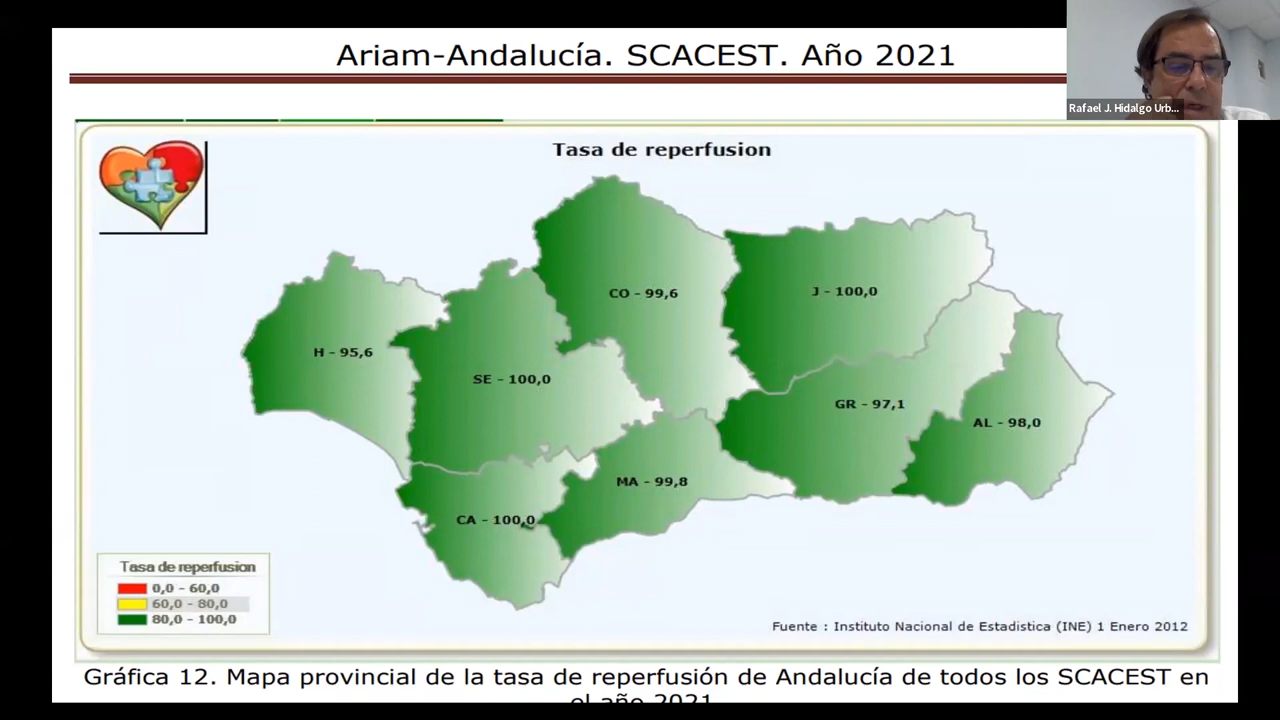 Ariam-Andalucía. SCACEST. Año 2021
Rafael J. Hidalgo Urb...
Tasa de reperfusion
CO - 99,6
J - 100,0
H - 95,6
SE - 100,0
GR - 97,1
AL - 98,0
MA - 99,8
CA - 100,0
Tasa de reperfusion
0,0 - 60,0
60,0 - 80,0
80,0 - 100,0
Fuente : Instituto Nacional de Estadistica (INE) 1 Enero 2012
Gráfica 12. Mapa provincial de la tasa de reperfusión de Andalucía de todos los SCACEST en
el año 2021